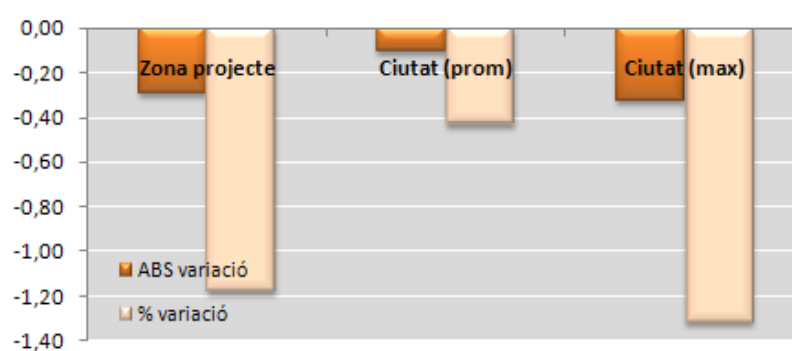 0,00
-0,20
-0,40
-0,60
-0,80
-1,00
-1,20
-1,40
Zona projecte
Ciutat (prom)
Ciutat (max)
ABS variació
% variació